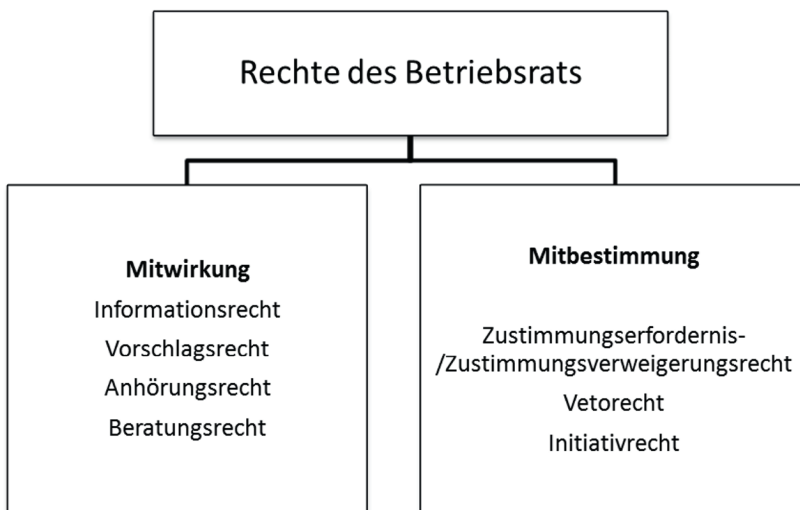 Rechte des Betriebsrats
Mitwirkung
Informationsrecht
Vorschlagsrecht
Anhörungsrecht
Beratungsrecht
Mitbestimmung
Zustimmungserfordernis-
/Zustimmungsverweigerungsrecht
Vetorecht
Initiativrecht